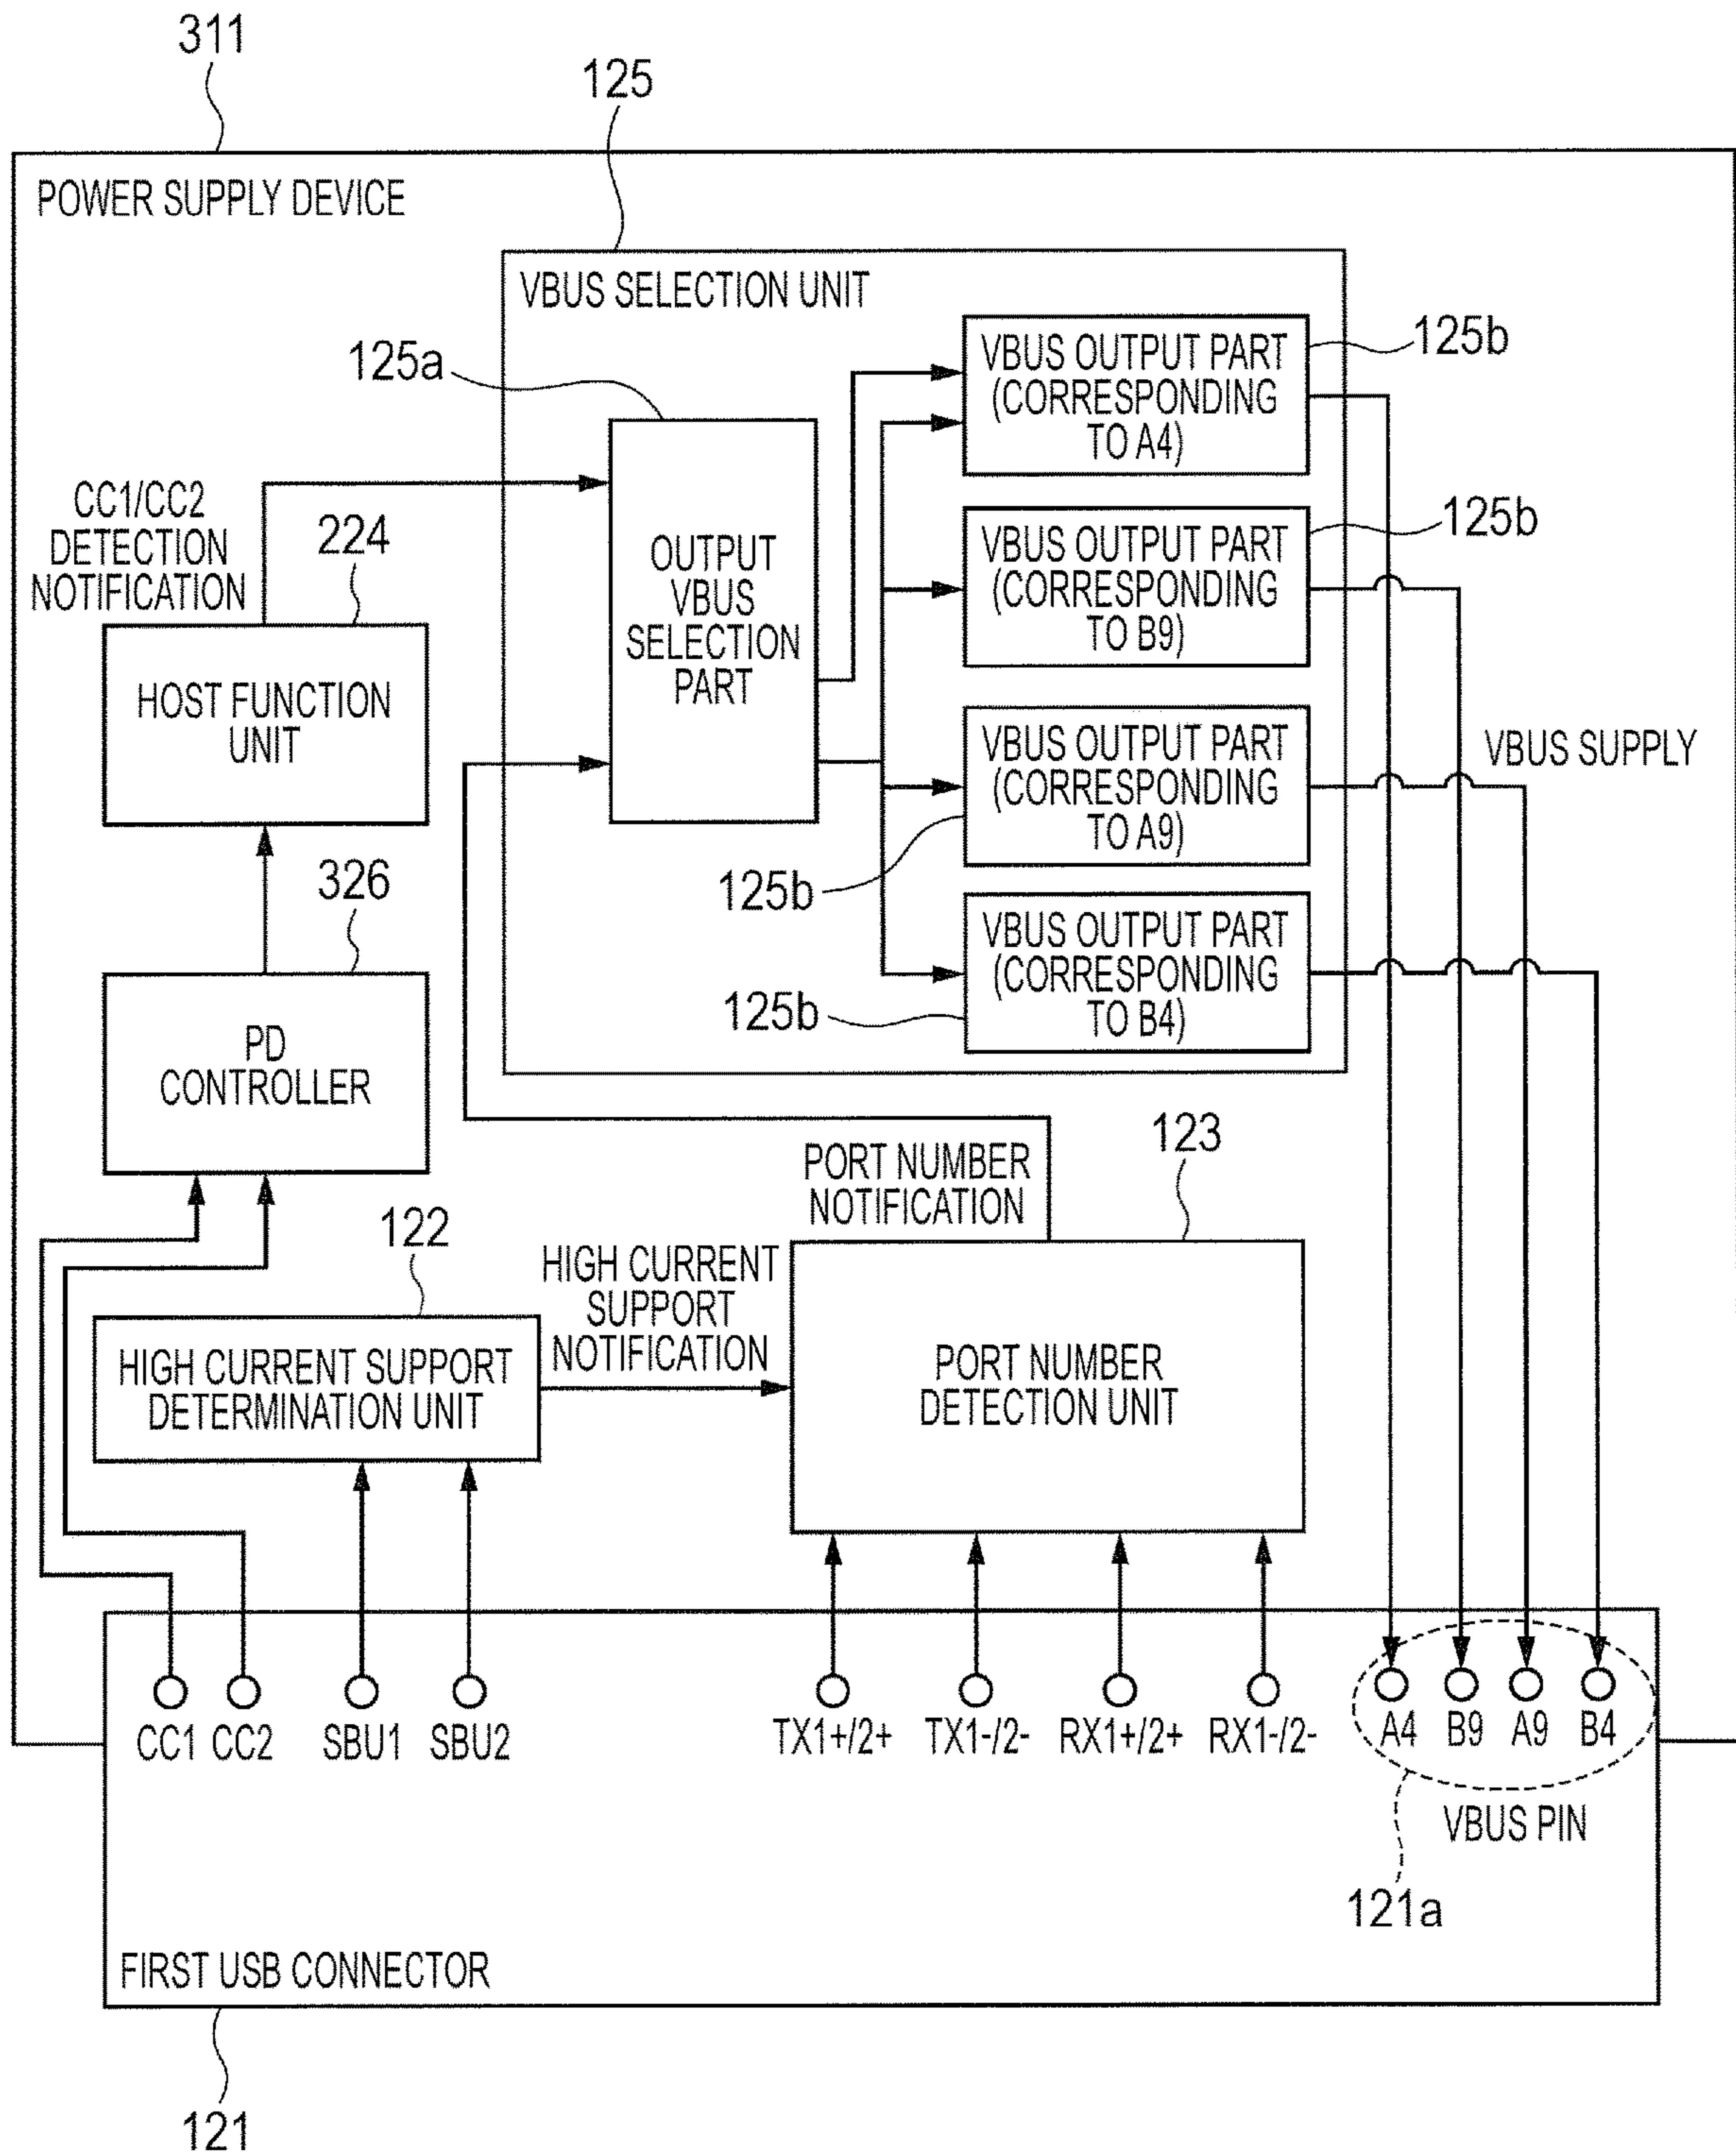 311
125
POWER SUPPLY DEVICE
VBUS SELECTION UNIT
125a
VBUS OUTPUT PART
(CORRESPONDING
TO A4)
125b
CC1/CC2
DETECTION
NOTIFICATION
224
OUTPUT
VBUS
SELECTION
PART
VBUS OUTPUT PART
(CORRESPONDING
TO B9)
125b
HOST FUNCTION
UNIT
VBUS OUTPUT PART
(CORRESPONDING
TO A9)
125b
VBUS SUPPLY
326
VBUS OUTPUT PART
(CORRESPONDING
TO B4)
125b
PD
CONTROLLER
PORT NUMBER
NOTIFICATION
123
122
HIGH CURRENT
SUPPORT
NOTIFICATION
HIGH CURRENT SUPPORT
DETERMINATION UNIT
PORT NUMBER
DETECTION UNIT
CC1 CC2 SBU1 SBU2 TX1+/2+ TX1-/2- RX1+/2+ RX1-/2- A4 B9 A9 B4
VBUS PIN
121a
FIRST USB CONNECTOR
121